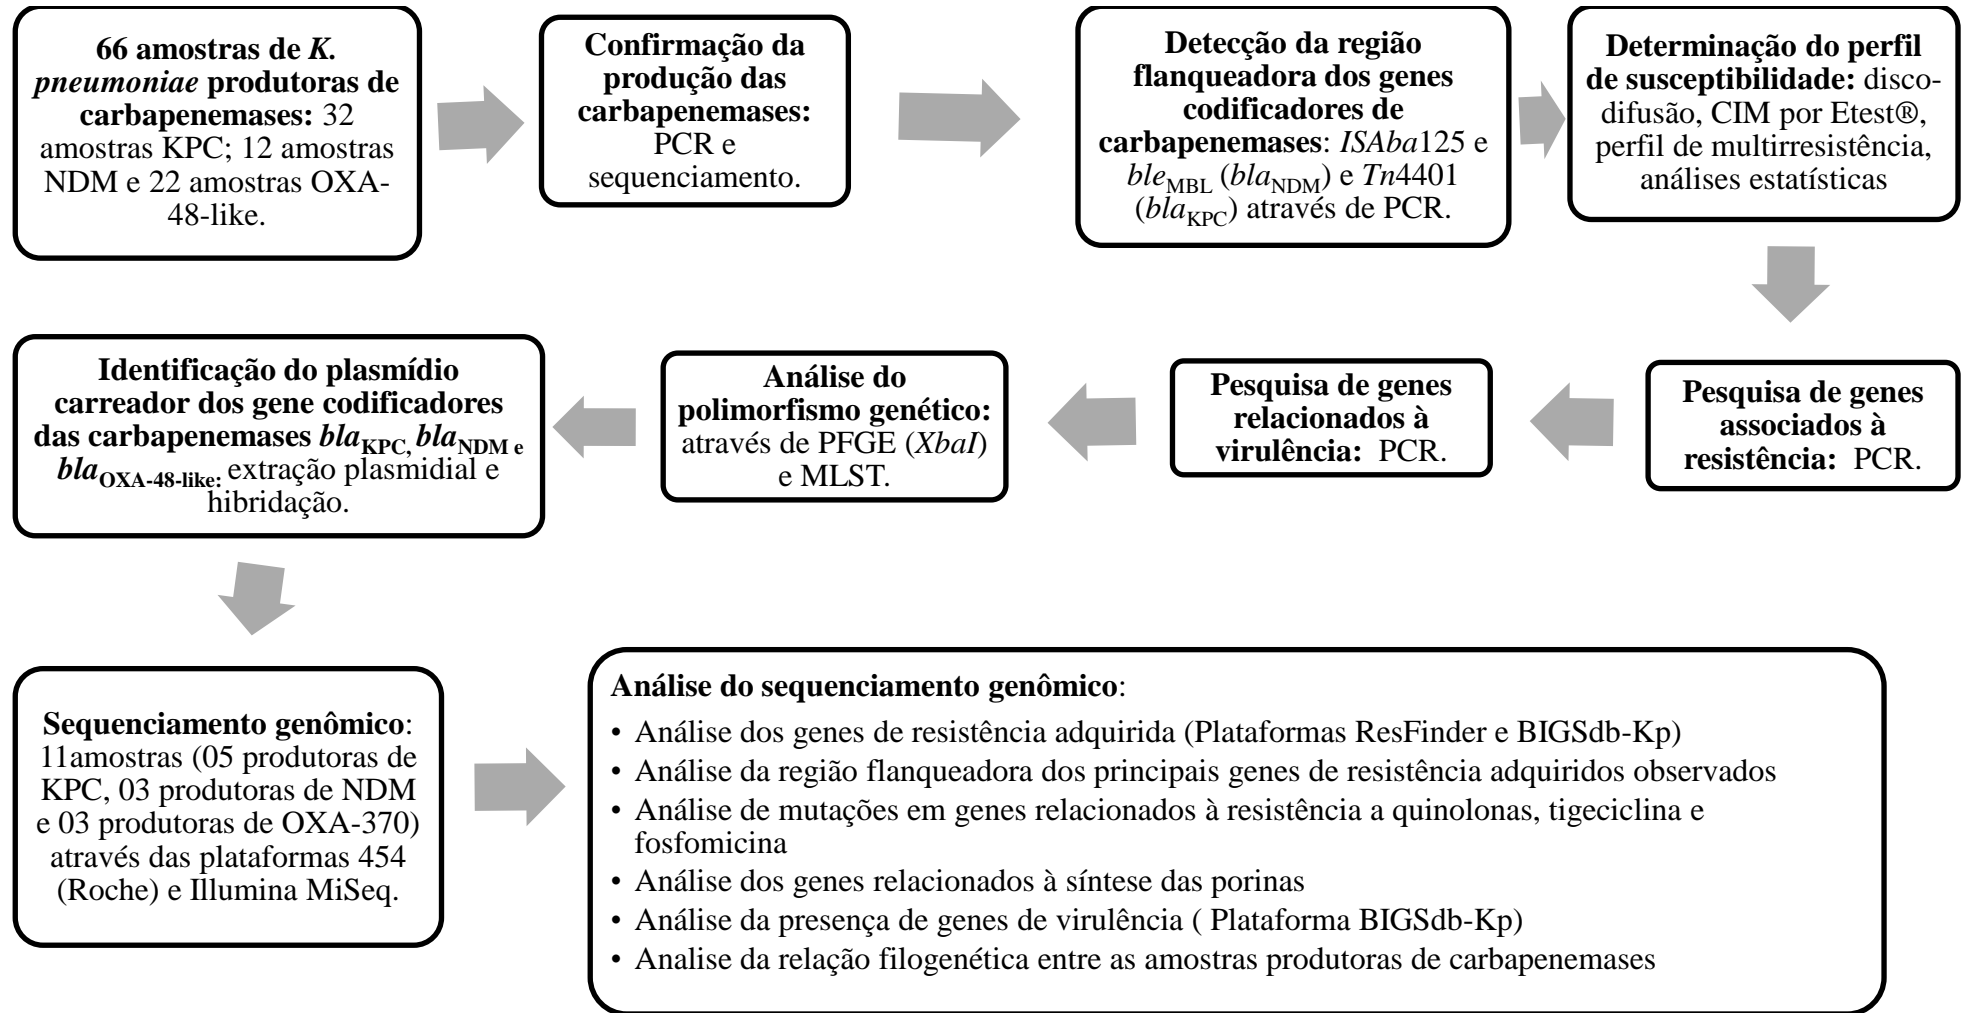 66 amostras de K.
pneumoniae produtoras de
carbapenemases: 32
amostras KPC; 12 amostras
NDM e 22 amostras OXA-
48-like.
Confirmação da
produção das
carbapenemases:
PCR e
sequenciamento.
Detecção da região
flanqueadora dos genes
codificadores de
carbapenemases: ISAba125 e
bleMBL (blaNDM) e Tn4401
(blaKPC) através de PCR.
Determinação do perfil
de susceptibilidade: disco-
difusão, CIM por Etest®,
perfil de multirresistência,
análises estatísticas
Pesquisa de genes
associados à
resistência: PCR.
Pesquisa de genes
relacionados à
virulência: PCR.
Análise do
polimorfismo genético:
através de PFGE (XbaI)
e MLST.
Identificação do plasmídio
carreador dos gene codificadores
das carbapenemases blaKPC, blaNDM e
blaOXA-48-like: extração plasmidial e
hibridação.
Sequenciamento genômico:
11amostras (05 produtoras de
KPC, 03 produtoras de NDM
e 03 produtoras de OXA-370)
através das plataformas 454
(Roche) e Illumina MiSeq.
Análise do sequenciamento genômico:
• Análise dos genes de resistência adquirida (Plataformas ResFinder e BIGSdb-Kp)
• Análise da região flanqueadora dos principais genes de resistência adquiridos observados
• Análise de mutações em genes relacionados à resistência a quinolonas, tigeciclina e
fosfomicina
• Análise dos genes relacionados à síntese das porinas
• Análise da presença de genes de virulência ( Plataforma BIGSdb-Kp)
• Analise da relação filogenética entre as amostras produtoras de carbapenemases